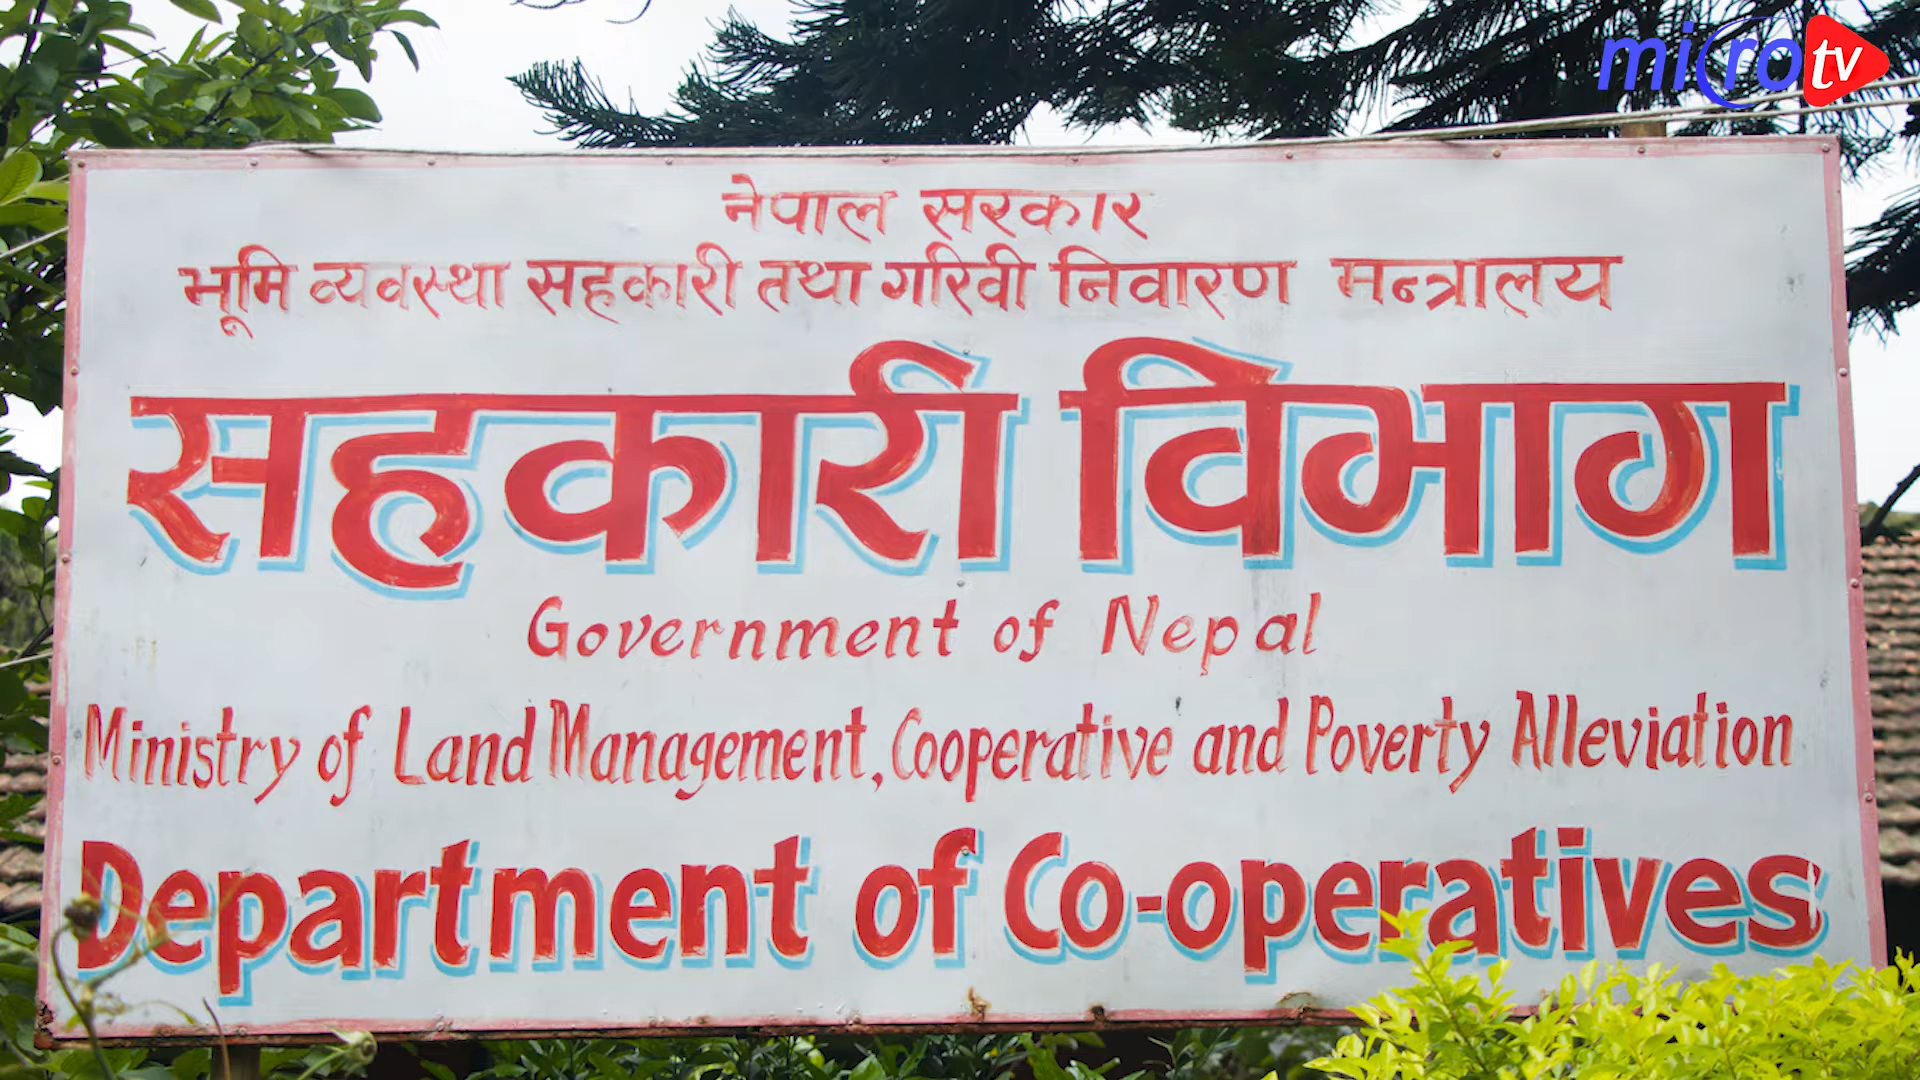 micro tv
नेपाल सरकार
भूमि व्यवस्था सहकारी तथा गरिवी निवारण मन्त्रालय
सहकारी विभाग
Government of Nepal
Ministry of Land Management, Cooperative and Poverty Alleviation
Department of Co-operatives